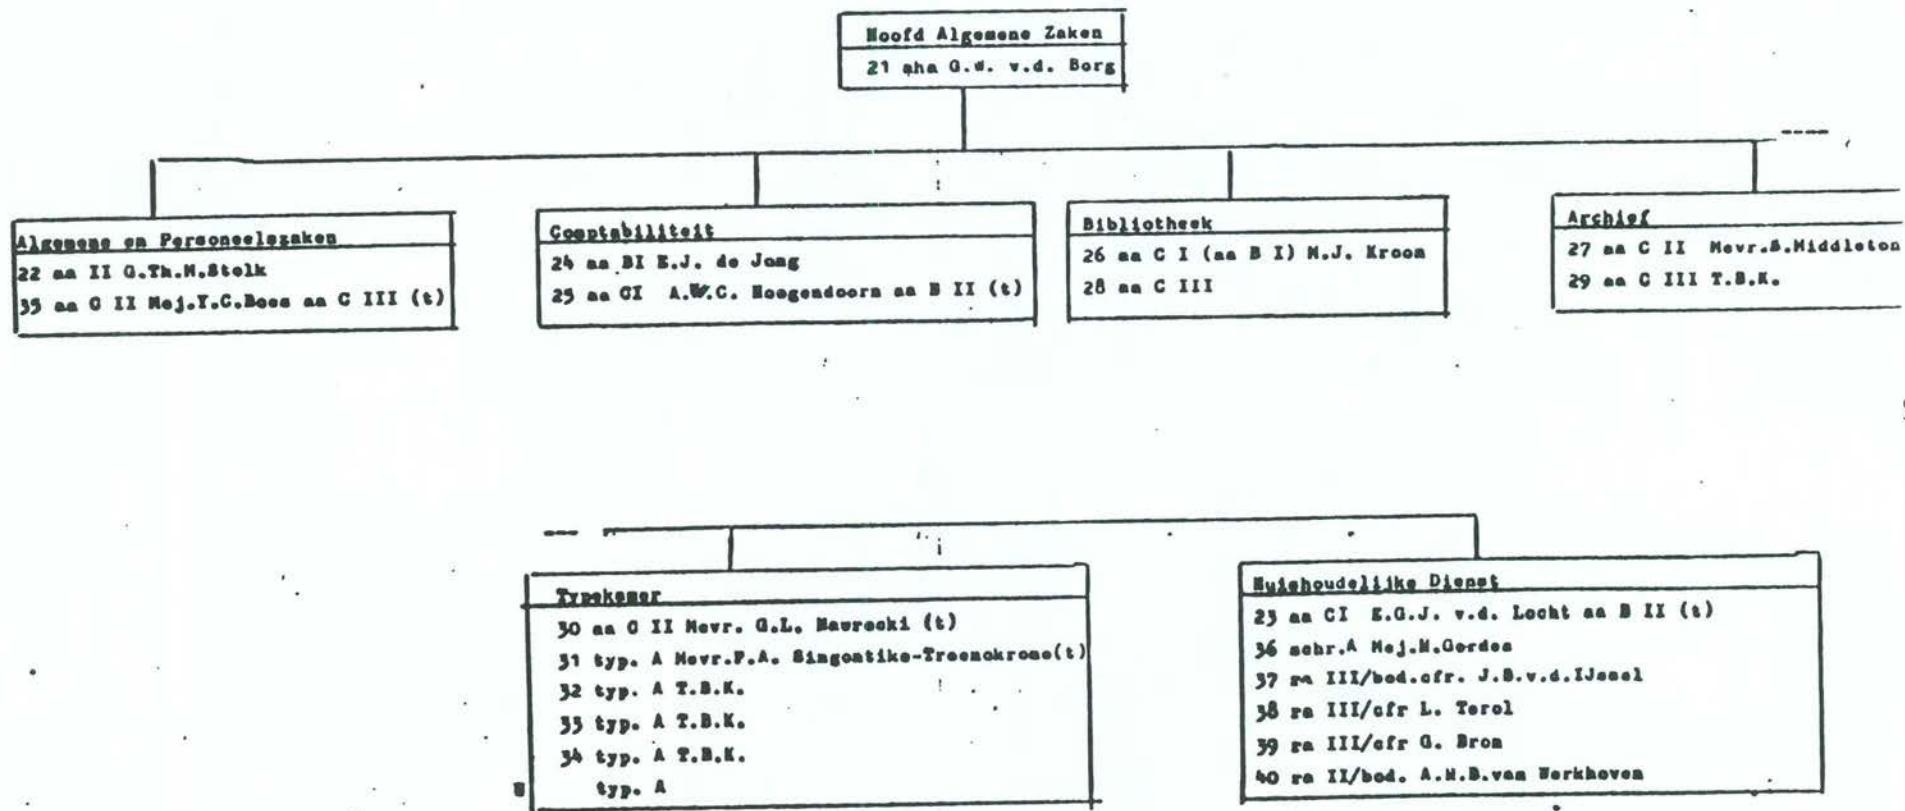 Hoofd Algemene Zaken
21 aha G.W. v.d. Borg
Algemene en Personeelszaken
22 aa II G.Th.M.Stolk
35 aa C II Mej.Y.C.Boes aa C III (t)
Comptabiliteit
24 aa BI E.J. de Jong
25 aa CI A.W.C. Hoogendoorn aa B II (t)
Bibliotheek
26 aa C I (aa B I) M.J. Kroon
28 aa C III
Archief
27 aa C II Mevr.S.Middleton
29 aa C III T.B.K.
Typekamer
30 aa C II Mevr. G.L. Nawrocki (t)
31 typ. A Mevr.F.A. Singontiko-Treenokromo(t)
32 typ. A T.B.K.
33 typ. A T.B.K.
34 typ. A T.B.K.
typ. A
Huishoudelijke Dienst
23 aa CI E.G.J. v.d. Locht aa B II (t)
36 schr.A Mej.M.Gerdes
37 ra III/bod.cfr. J.B.v.d.IJssel
38 ra III/cfr L. Terol
39 ra III/cfr G. Bron
40 ra II/bod. A.M.B.van Werkhoven